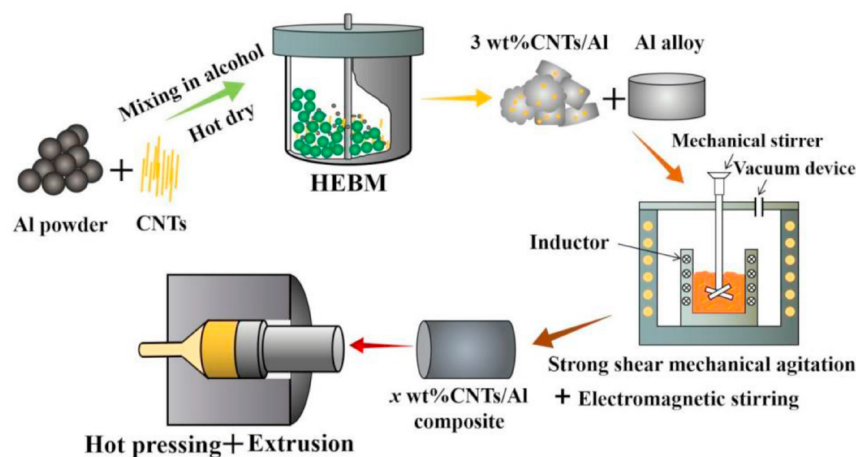 Mixing in alcohol
Hot dry
Al powder
+
CNTs
HEBM
3 wt%CNTs/Al
+
Al alloy
Mechanical stirrer
Vacuum device
Inductor
Strong shear mechanical agitation
+ Electromagnetic stirring
x wt%CNTs/Al
composite
Hot pressing+Extrusion